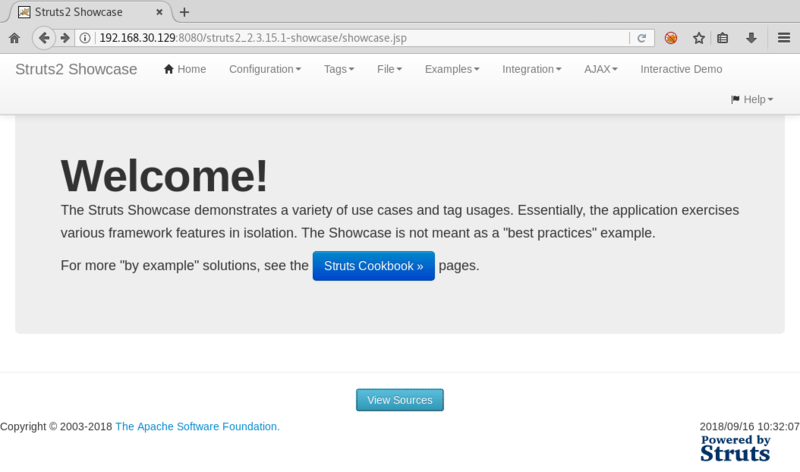 Struts2 Showcase
192.168.30.129:8080/struts2_2.3.15.1-showcase/showcase.jsp
Struts2 Showcase Home Configuration Tags File Examples Integration AJAX Interactive Demo
Help
Welcome!
The Struts Showcase demonstrates a variety of use cases and tag usages. Essentially, the application exercises
various framework features in isolation. The Showcase is not meant as a "best practices" example.
For more "by example" solutions, see the Struts Cookbook » pages.
View Sources
Copyright © 2003-2018 The Apache Software Foundation. 2018/09/16 10:32:07
Powered by
Struts